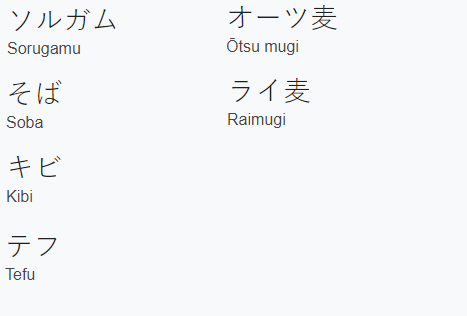 ソルガム
Sorugamu
そば
Soba
キビ
Kibi
テフ
Tefu
オーツ麦
Ōtsu mugi
ライ麦
Raimugi